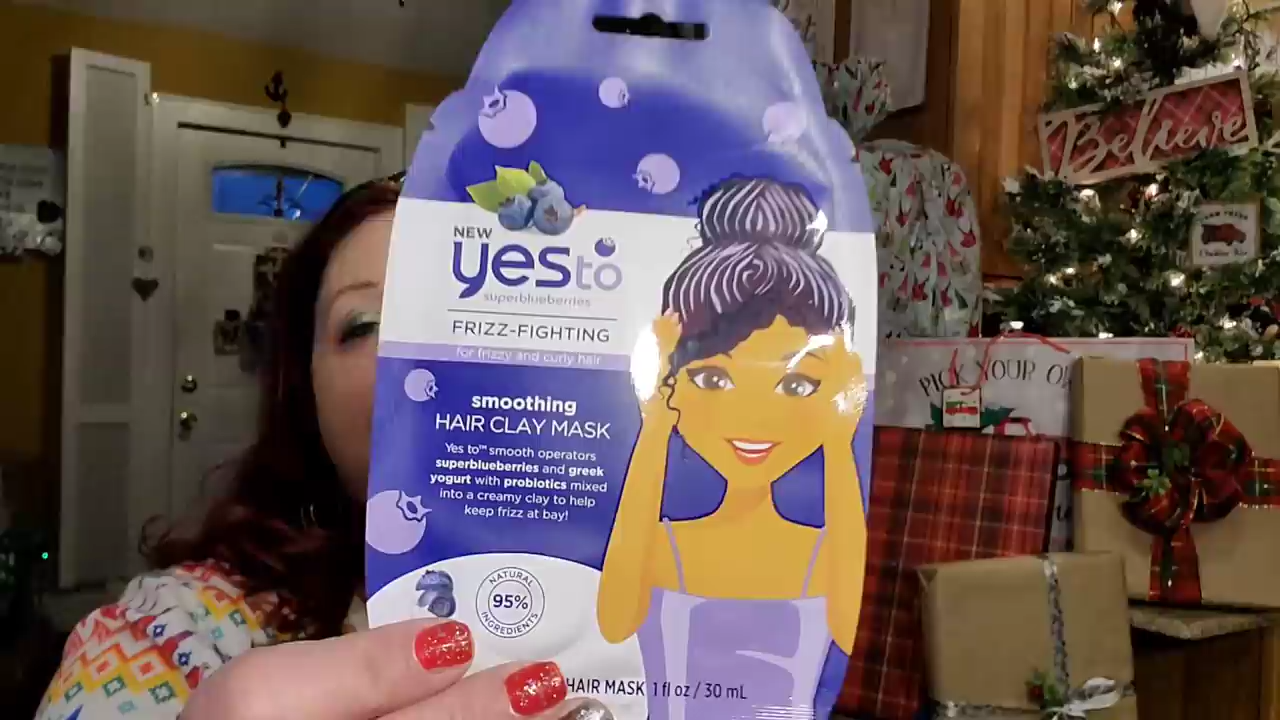 NEW
yesto
superblueberries
FRIZZ-FIGHTING
for frizzy and curly hair
smoothing
HAIR CLAY MASK
Yes to™ smooth operators
superblueberries and greek
yogurt with probiotics mixed
into a creamy clay to help
keep frizz at bay!
NATURAL
95%
INGREDIENTS
HAIR MASK 1 fl oz / 30 mL
Believe
PICK YOUR O